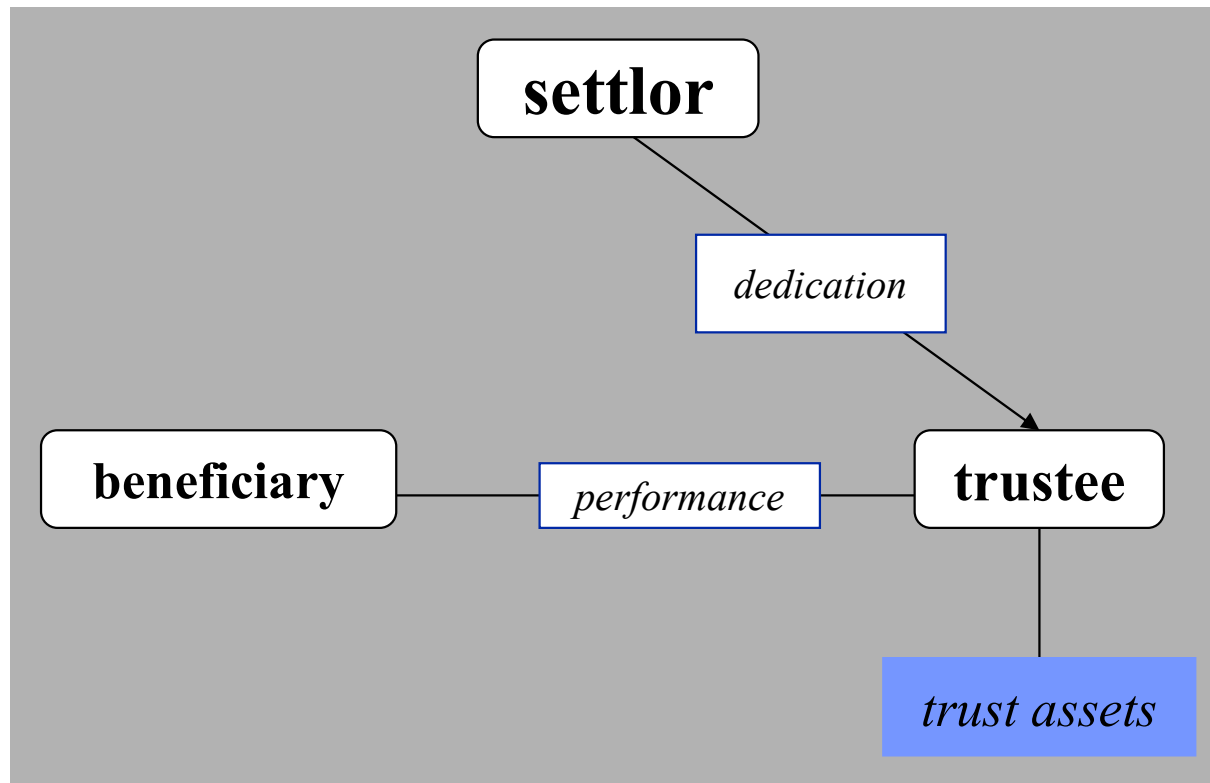 settlor
dedication
beneficiary
performance
trustee
trust assets